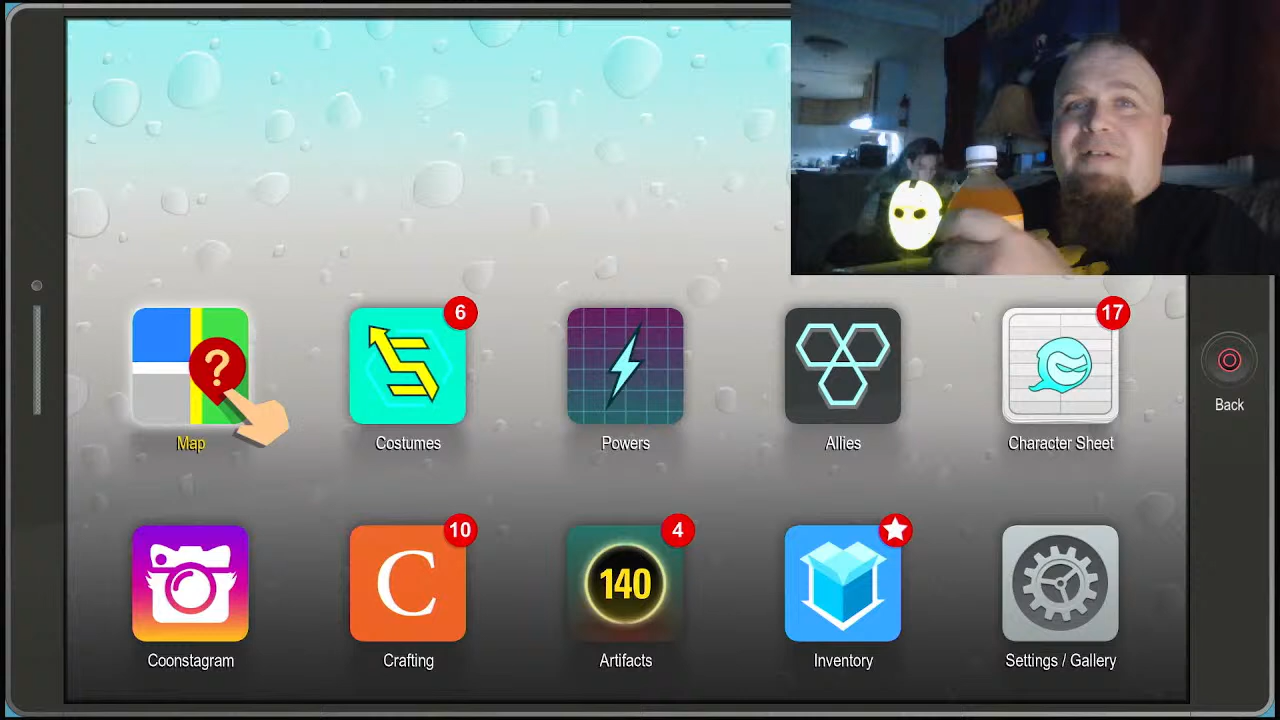 6
17
?
Back
Map
Costumes
Powers
Allies
Character Sheet
10
4
C
140
Coonstagram
Crafting
Artifacts
Inventory
Settings / Gallery